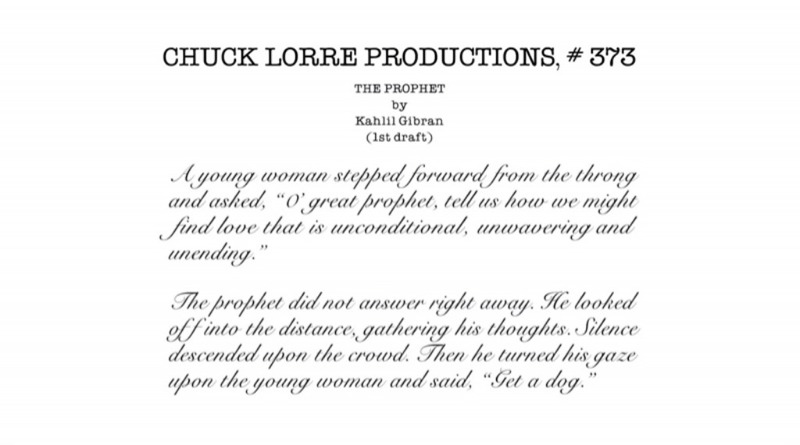 CHUCK LORRE PRODUCTIONS, # 373
THE PROPHET
by
Kahlil Gibran
(1st draft)
A young woman stepped forward from the throng
and asked, “O’ great prophet, tell us how we might
find love that is unconditional, unwavering and
unending.”
The prophet did not answer right away. He looked
off into the distance, gathering his thoughts. Silence
descended upon the crowd. Then he turned his gaze
upon the young woman and said, “Get a dog.”